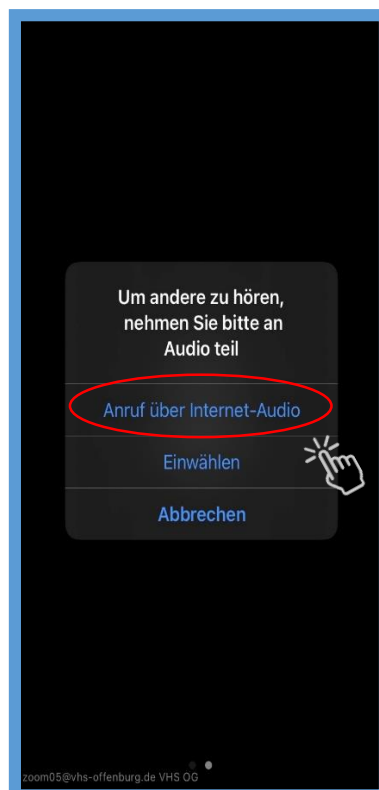 Um andere zu hören,
nehmen Sie bitte an
Audio teil
Anruf über Internet-Audio
Einwählen
Abbrechen
zoom05@vhs-offenburg.de VHS OG